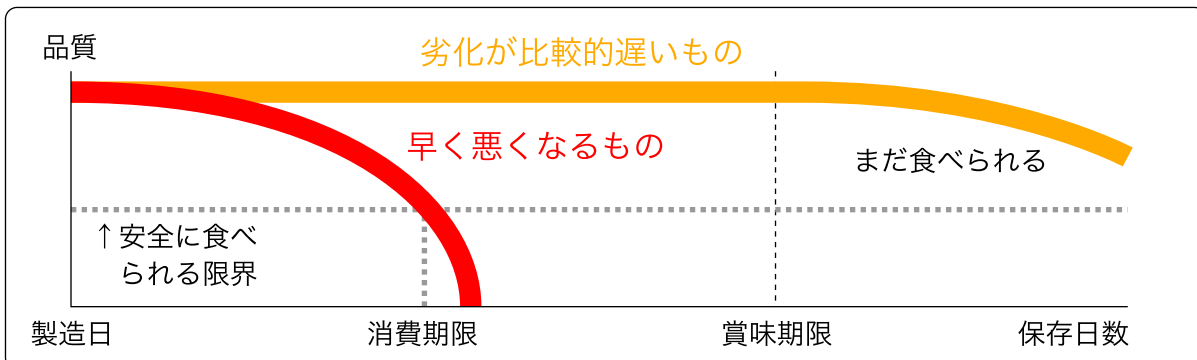 品質
劣化が比較的遅いもの
早く悪くなるもの
まだ食べられる
↑安全に食べ
られる限界
製造日
消費期限
賞味期限
保存日数